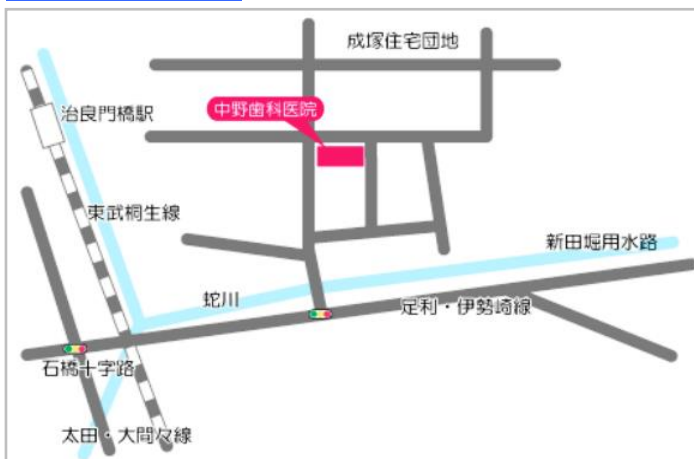 成塚住宅団地
中野歯科医院
治良門橋駅
東武桐生線
新田堀用水路
蛇川
足利・伊勢崎線
石橋十字路
太田・大間々線